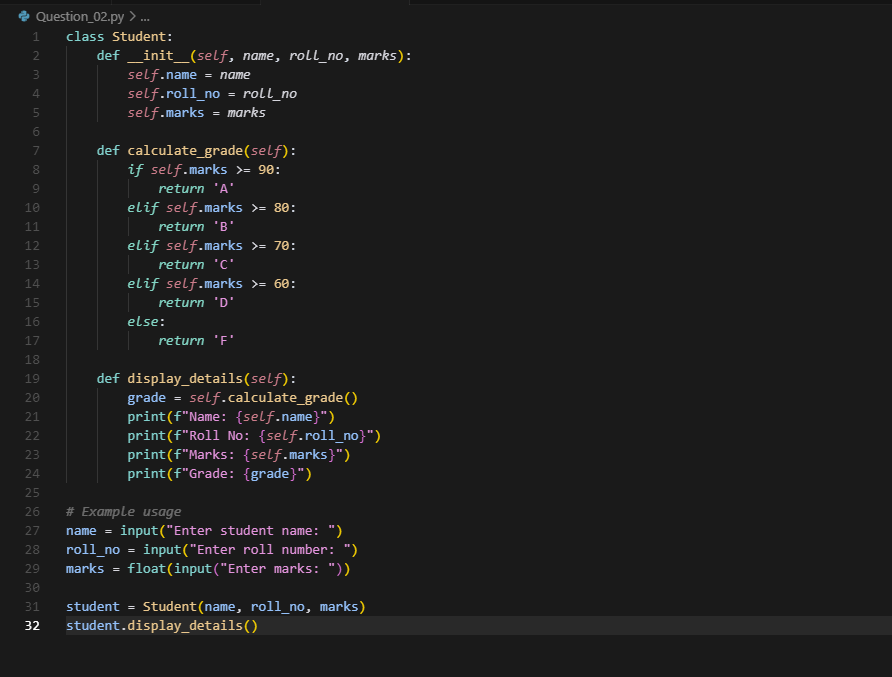 Question_02.py > ...
1 class Student:
2     def __init__(self, name, roll_no, marks):
3         self.name = name
4         self.roll_no = roll_no
5         self.marks = marks
6
7     def calculate_grade(self):
8         if self.marks >= 90:
9             return 'A'
10         elif self.marks >= 80:
11             return 'B'
12         elif self.marks >= 70:
13             return 'C'
14         elif self.marks >= 60:
15             return 'D'
16         else:
17             return 'F'
18
19     def display_details(self):
20         grade = self.calculate_grade()
21         print(f"Name: {self.name}")
22         print(f"Roll No: {self.roll_no}")
23         print(f"Marks: {self.marks}")
24         print(f"Grade: {grade}")
25
26 # Example usage
27 name = input("Enter student name: ")
28 roll_no = input("Enter roll number: ")
29 marks = float(input("Enter marks: "))
30
31 student = Student(name, roll_no, marks)
32 student.display_details()